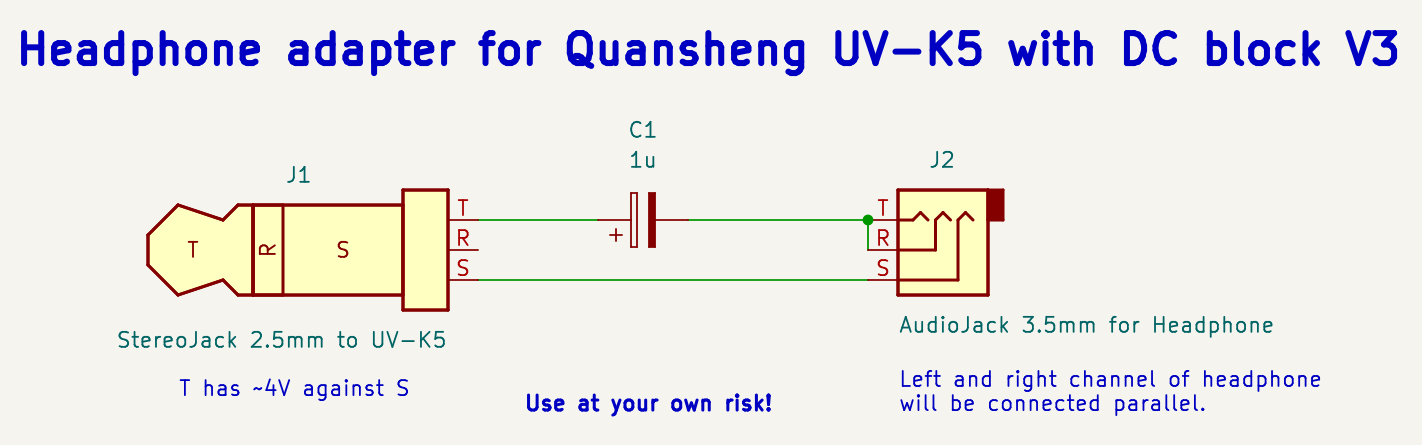 Headphone adapter for Quansheng UV-K5 with DC block V3
C1
1u
J1
J2
T
R
S
T
R
S
+
T
R
S
StereoJack 2.5mm to UV-K5
T has ~4V against S
Use at your own risk!
AudioJack 3.5mm for Headphone
Left and right channel of headphone
will be connected parallel.